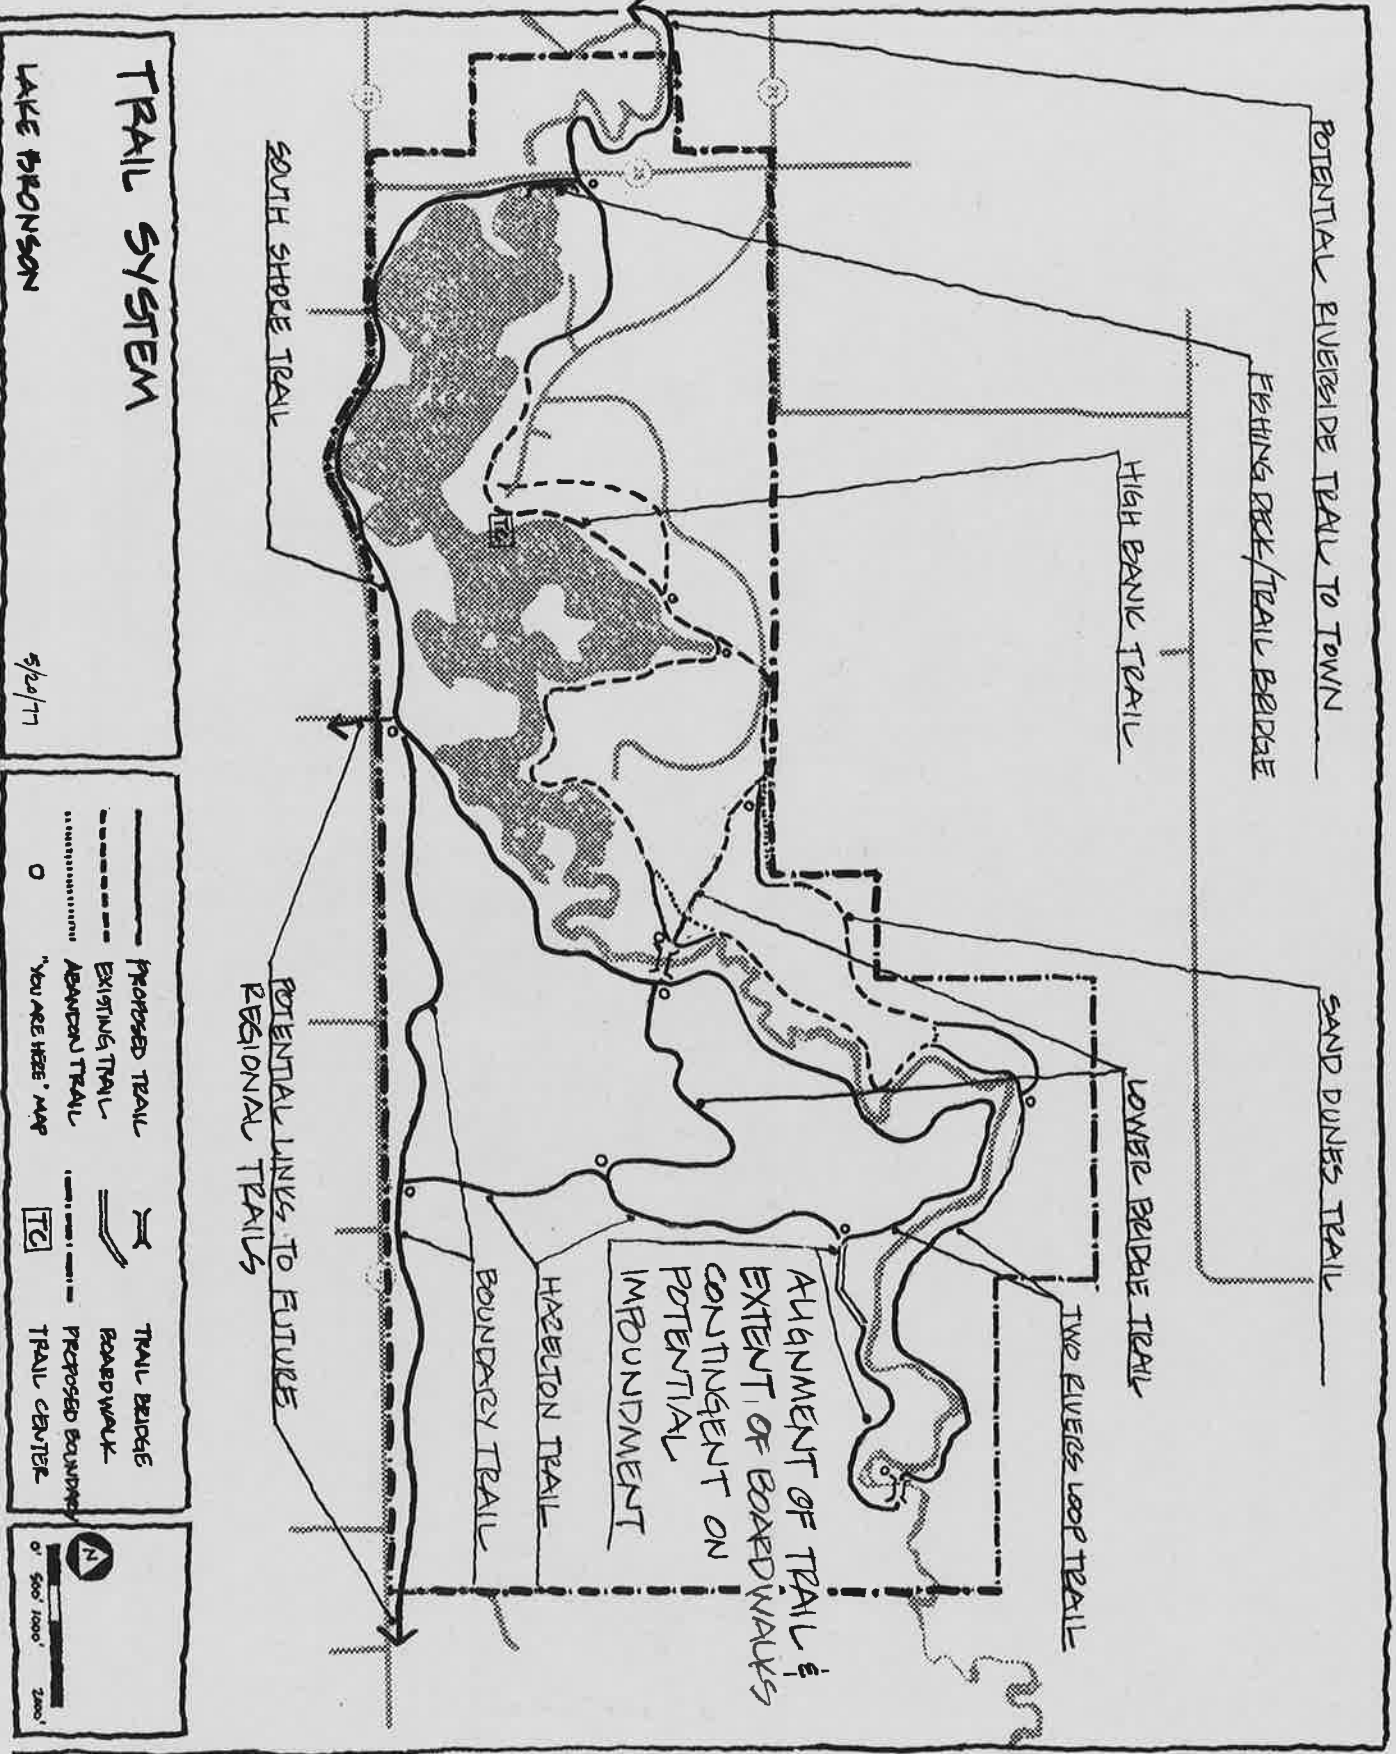 POTENTIAL RIVERSIDE TRAIL TO TOWN
FISHING DECK/TRAIL BRIDGE
HIGH BANK TRAIL
SAND DUNES TRAIL
LOWER BRIDGE TRAIL
TWO RIVERS LOOP TRAIL
ALIGNMENT OF TRAIL &
EXTENT OF BOARDWALKS
CONTINGENT ON
POTENTIAL
IMPOUNDMENT
HAZELTON TRAIL
BOUNDARY TRAIL
TC
28
SOUTH SHORE TRAIL
POTENTIAL LINKS TO FUTURE
REGIONAL TRAILS
TRAIL SYSTEM
LAKE BRONSON
5/20/77
PROPOSED TRAIL
EXISTING TRAIL
ABANDON TRAIL
"YOU ARE HERE" MAP
TRAIL BRIDGE
BOARDWALK
PROPOSED BOUNDARY
TC TRAIL CENTER
N
0' 500' 1000' 2000'